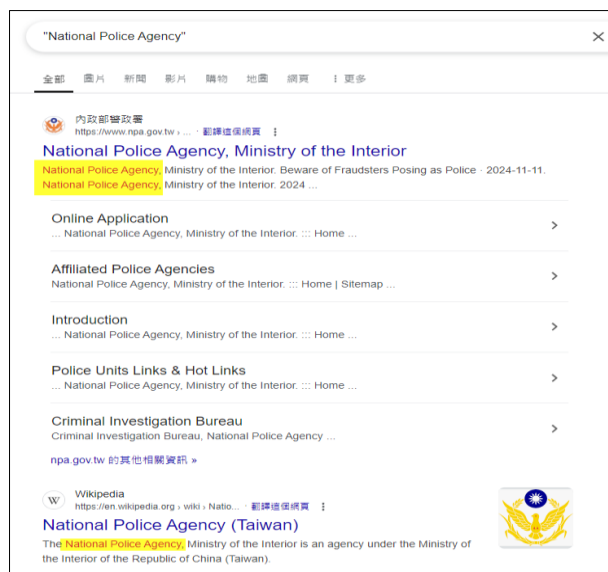 "National Police Agency"
全部 圖片 新聞 影片 購物 地圖 網頁 ⋮ 更多
內政部警政署
https://www.npa.gov.tw › ... · 翻譯這個網頁 ⋮
National Police Agency, Ministry of the Interior
National Police Agency, Ministry of the Interior. Beware of Fraudsters Posing as Police · 2024-11-11.
National Police Agency, Ministry of the Interior. 2024 ...
Online Application
... National Police Agency, Ministry of the Interior. ::: Home ...
Affiliated Police Agencies
National Police Agency, Ministry of the Interior. ::: Home | Sitemap ...
Introduction
... National Police Agency, Ministry of the Interior. ::: Home ...
Police Units Links & Hot Links
... National Police Agency, Ministry of the Interior. ::: Home ...
Criminal Investigation Bureau
Criminal Investigation Bureau, National Police Agency ...
npa.gov.tw 的其他相關資訊 »
W Wikipedia
https://en.wikipedia.org › wiki › Natio... · 翻譯這個網頁 ⋮
National Police Agency (Taiwan)
The National Police Agency, Ministry of the Interior is an agency under the Ministry of
the Interior of the Republic of China (Taiwan).